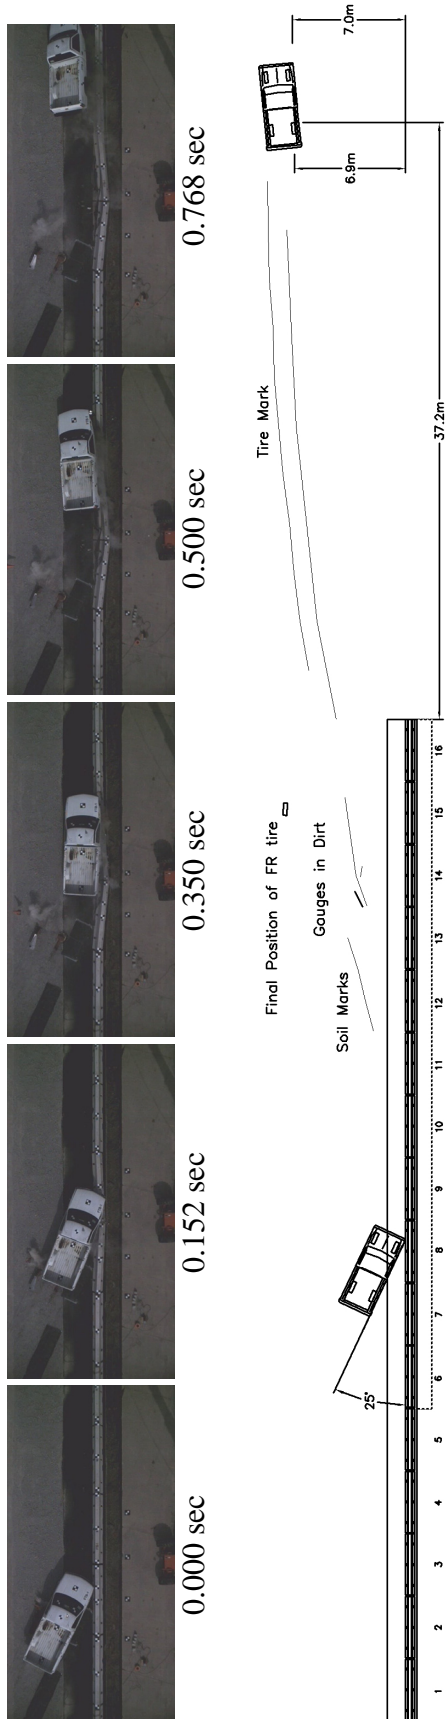 0.000 sec
0.152 sec
0.350 sec
0.500 sec
0.768 sec
25°
Soil Marks
Gouges in Dirt
Final Position of FR tire
Tire Mark
6.9m
7.0m
37.2m
1 2 3 4 5 6 7 8 9 10 11 12 13 14 15 16